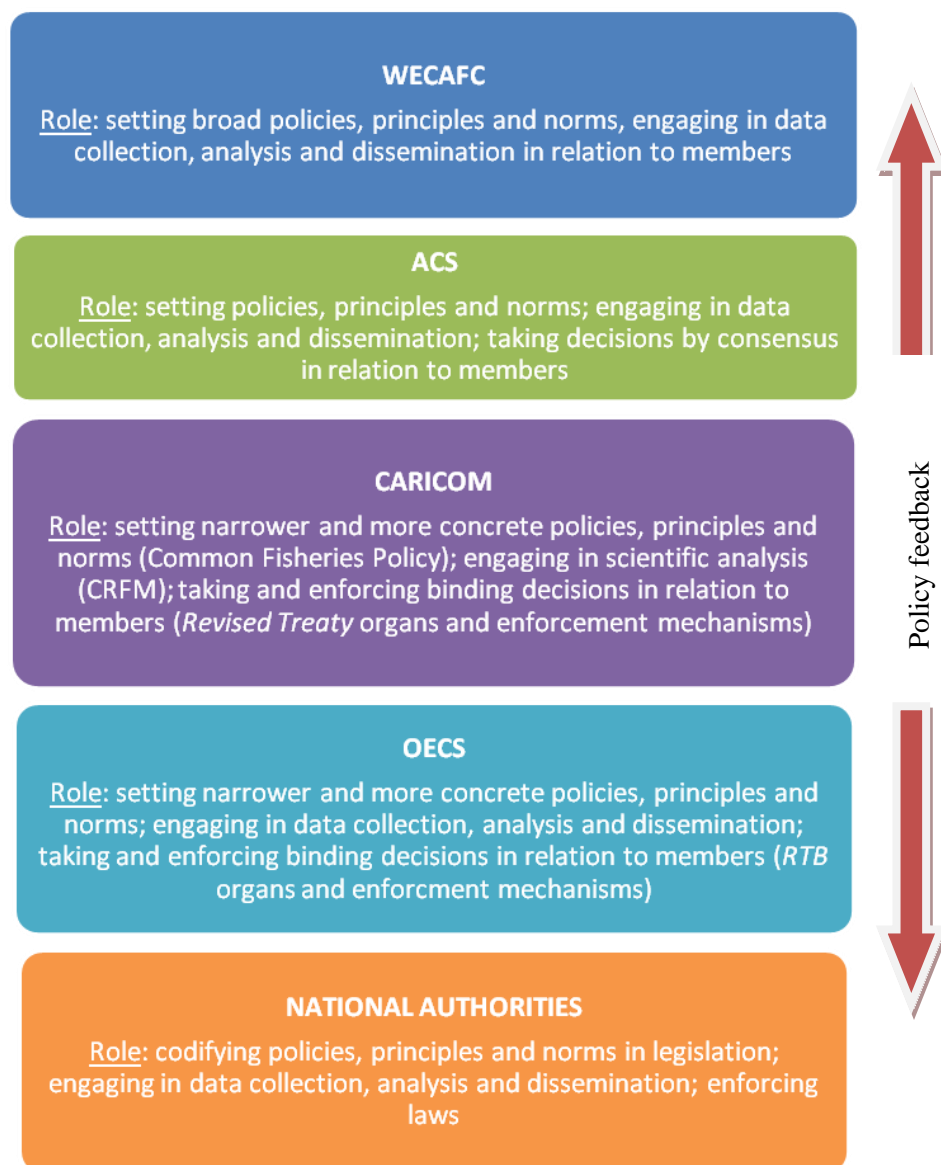 WECAFC
Role: setting broad policies, principles and norms, engaging in data
collection, analysis and dissemination in relation to members
ACS
Role: setting policies, principles and norms; engaging in data
collection, analysis and dissemination; taking decisions by consensus
in relation to members
CARICOM
Role: setting narrower and more concrete policies, principles and
norms (Common Fisheries Policy); engaging in scientific analysis
(CRFM); taking and enforcing binding decisions in relation to
members (Revised Treaty organs and enforcement mechanisms)
OECS
Role: setting narrower and more concrete policies, principles and
norms; engaging in data collection, analysis and dissemination;
taking and enforcing binding decisions in relation to members (RTB
organs and enforcment mechanisms)
NATIONAL AUTHORITIES
Role: codifying policies, principles and norms in legislation;
engaging in data collection, analysis and dissemination; enforcing
laws
Policy feedback